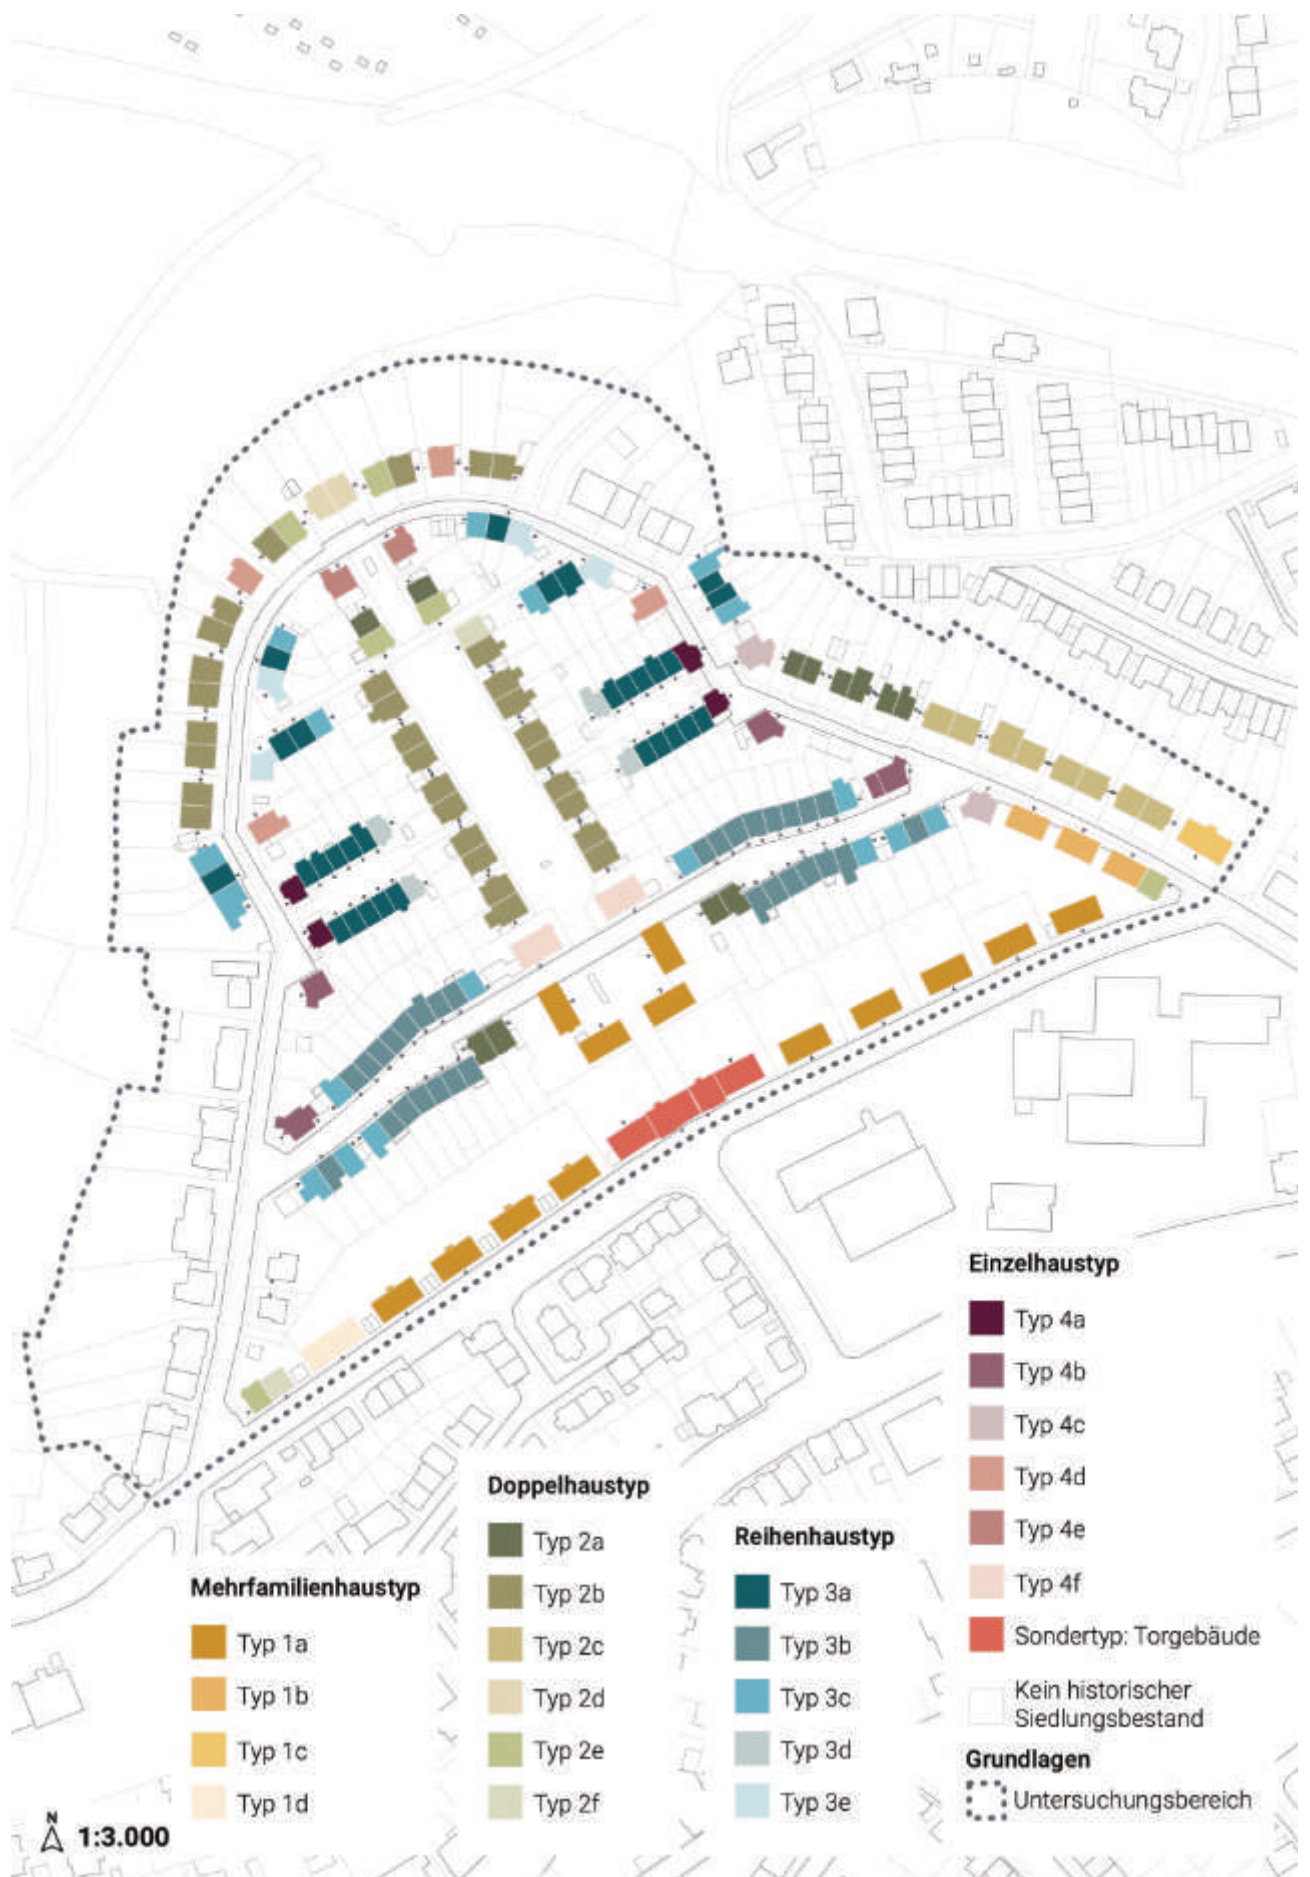 Einzelhaustyp
Typ 4a
Typ 4b
Typ 4c
Typ 4d
Typ 4e
Typ 4f
Sondertyp: Torgebäude
Kein historischer
Siedlungsbestand
Grundlagen
Untersuchungsbereich
Doppelhaustyp
Typ 2a
Typ 2b
Typ 2c
Typ 2d
Typ 2e
Typ 2f
Reihenhaustyp
Typ 3a
Typ 3b
Typ 3c
Typ 3d
Typ 3e
Mehrfamilienhaustyp
Typ 1a
Typ 1b
Typ 1c
Typ 1d
N
1:3.000